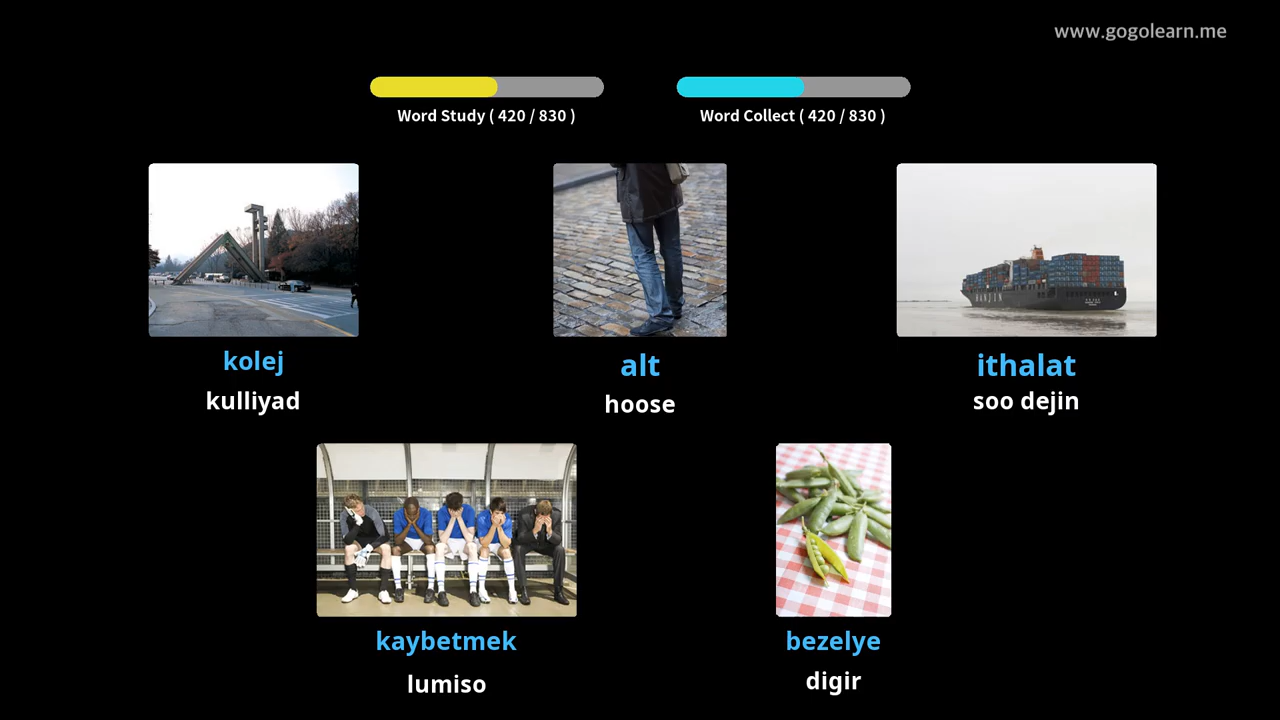 www.gogolearn.me
Word Study ( 420 / 830 )
Word Collect ( 420 / 830 )
kolej
kulliyad
alt
hoose
ithalat
soo dejin
HANJIN
kaybetmek
lumiso
bezelye
digir